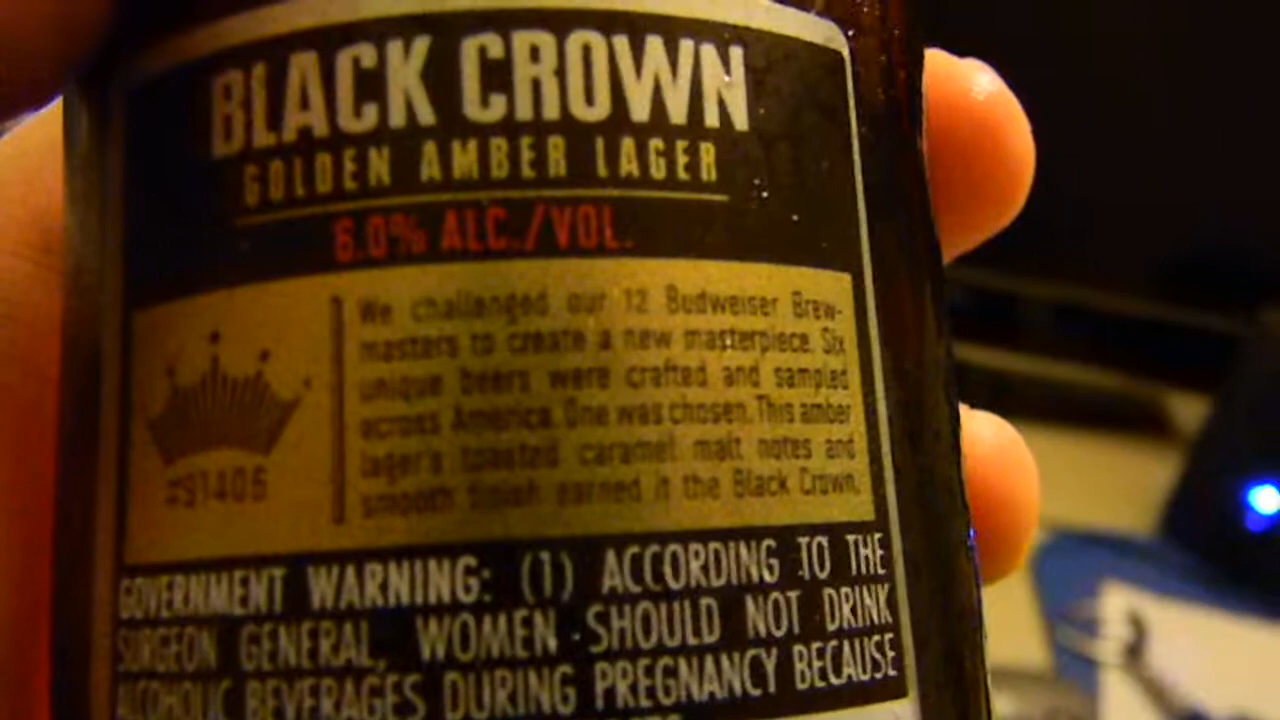 BLACK CROWN
GOLDEN AMBER LAGER
6.0% ALC./VOL.
We challenged our 12 Budweiser Brew-
masters to create a new masterpiece. Six
unique beers were crafted and sampled
across America. One was chosen. This amber
lager's toasted caramel malt notes and
smooth finish earned it the Black Crown.
#91406
GOVERNMENT WARNING: (1) ACCORDING TO THE
SURGEON GENERAL, WOMEN SHOULD NOT DRINK
ALCOHOLIC BEVERAGES DURING PREGNANCY BECAUSE